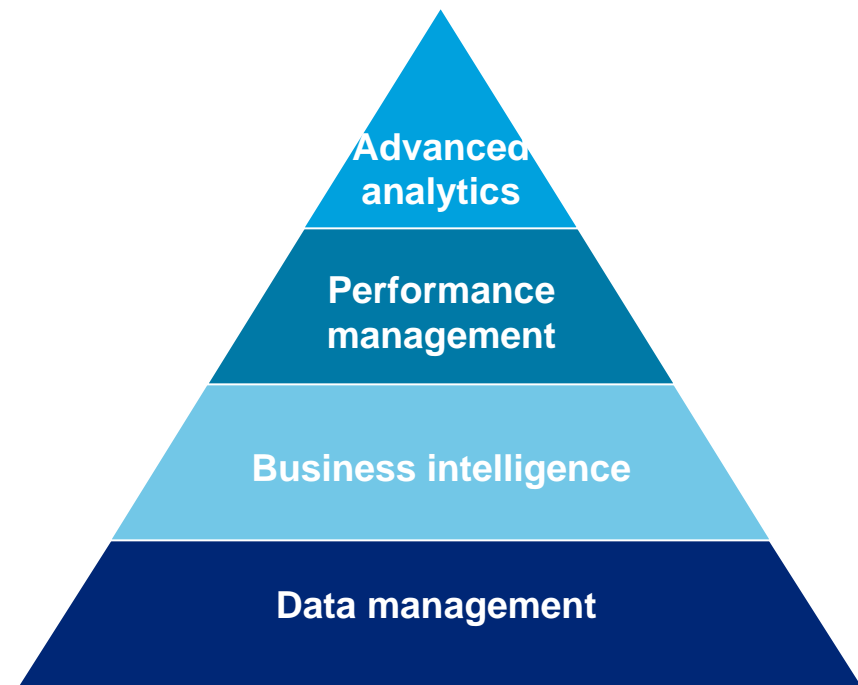 Advanced
analytics
Performance
management
Business intelligence
Data management